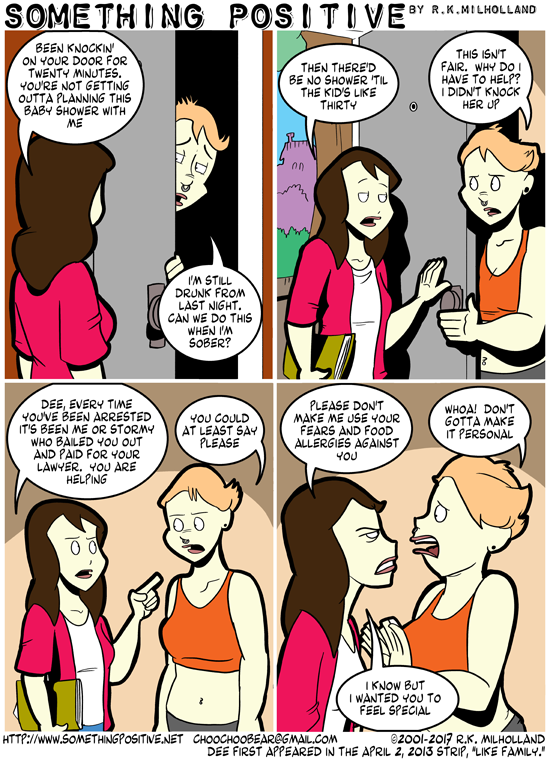 SOMETHING POSITIVE BY R.K.MILHOLLAND
BEEN KNOCKIN'
ON YOUR DOOR FOR
TWENTY MINUTES.
YOU'RE NOT GETTING
OUTTA PLANNING THIS
BABY SHOWER WITH
ME
I'M STILL
DRUNK FROM
LAST NIGHT.
CAN WE DO THIS
WHEN I'M
SOBER?
THEN THERE'D
BE NO SHOWER 'TIL
THE KID'S LIKE
THIRTY
THIS ISN'T
FAIR. WHY DO I
HAVE TO HELP?
I DIDN'T KNOCK
HER UP
DEE, EVERY TIME
YOU'VE BEEN ARRESTED
IT'S BEEN ME OR STORMY
WHO BAILED YOU OUT
AND PAID FOR YOUR
LAWYER. YOU ARE
HELPING
YOU COULD
AT LEAST SAY
PLEASE
PLEASE DON'T
MAKE ME USE YOUR
FEARS AND FOOD
ALLERGIES AGAINST
YOU
WHOA! DON'T
GOTTA MAKE
IT PERSONAL
I KNOW BUT
I WANTED YOU TO
FEEL SPECIAL
HTTP://WWW.SOMETHINGPOSITIVE.NET CHOOCHOOBEAR@GMAIL.COM ©2001-2017 R.K. MILHOLLAND
DEE FIRST APPEARED IN THE APRIL 2, 2013 STRIP, "LIKE FAMILY."